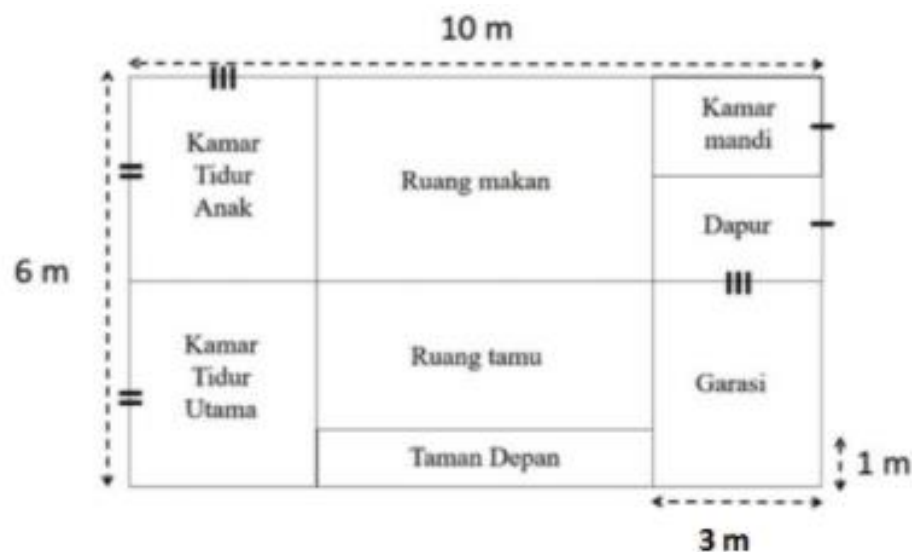 10 m
Kamar
Tidur
Anak
Ruang makan
Kamar
mandi
Dapur
6 m
Kamar
Tidur
Utama
Ruang tamu
Garasi
Taman Depan
1 m
3 m